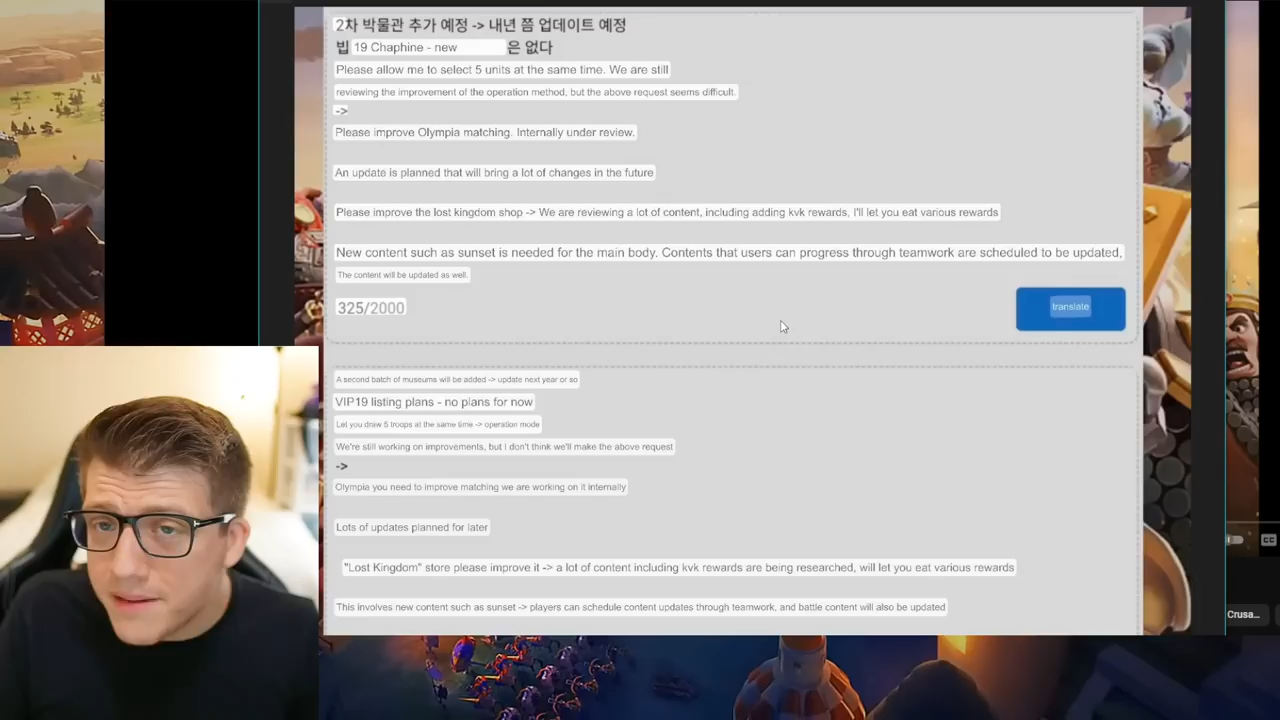 2차 박물관 추가 예정 -> 내년 쯤 업데이트 예정
빕 19 Chaphine - new 은 없다
Please allow me to select 5 units at the same time. We are still
reviewing the improvement of the operation method, but the above request seems difficult.
->
Please improve Olympia matching. Internally under review.
An update is planned that will bring a lot of changes in the future
Please improve the lost kingdom shop -> We are reviewing a lot of content, including adding kvk rewards, I'll let you eat various rewards
New content such as sunset is needed for the main body. Contents that users can progress through teamwork are scheduled to be updated,
The content will be updated as well.
325/2000
translate
A second batch of museums will be added -> update next year or so
VIP19 listing plans - no plans for now
Let you draw 5 troops at the same time -> operation mode
We're still working on improvements, but I don't think we'll make the above request
->
Olympia you need to improve matching we are working on it internally
Lots of updates planned for later
"Lost Kingdom" store please improve it -> a lot of content including kvk rewards are being researched, will let you eat various rewards
This involves new content such as sunset -> players can schedule content updates through teamwork, and battle content will also be updated
CC
Crusa...